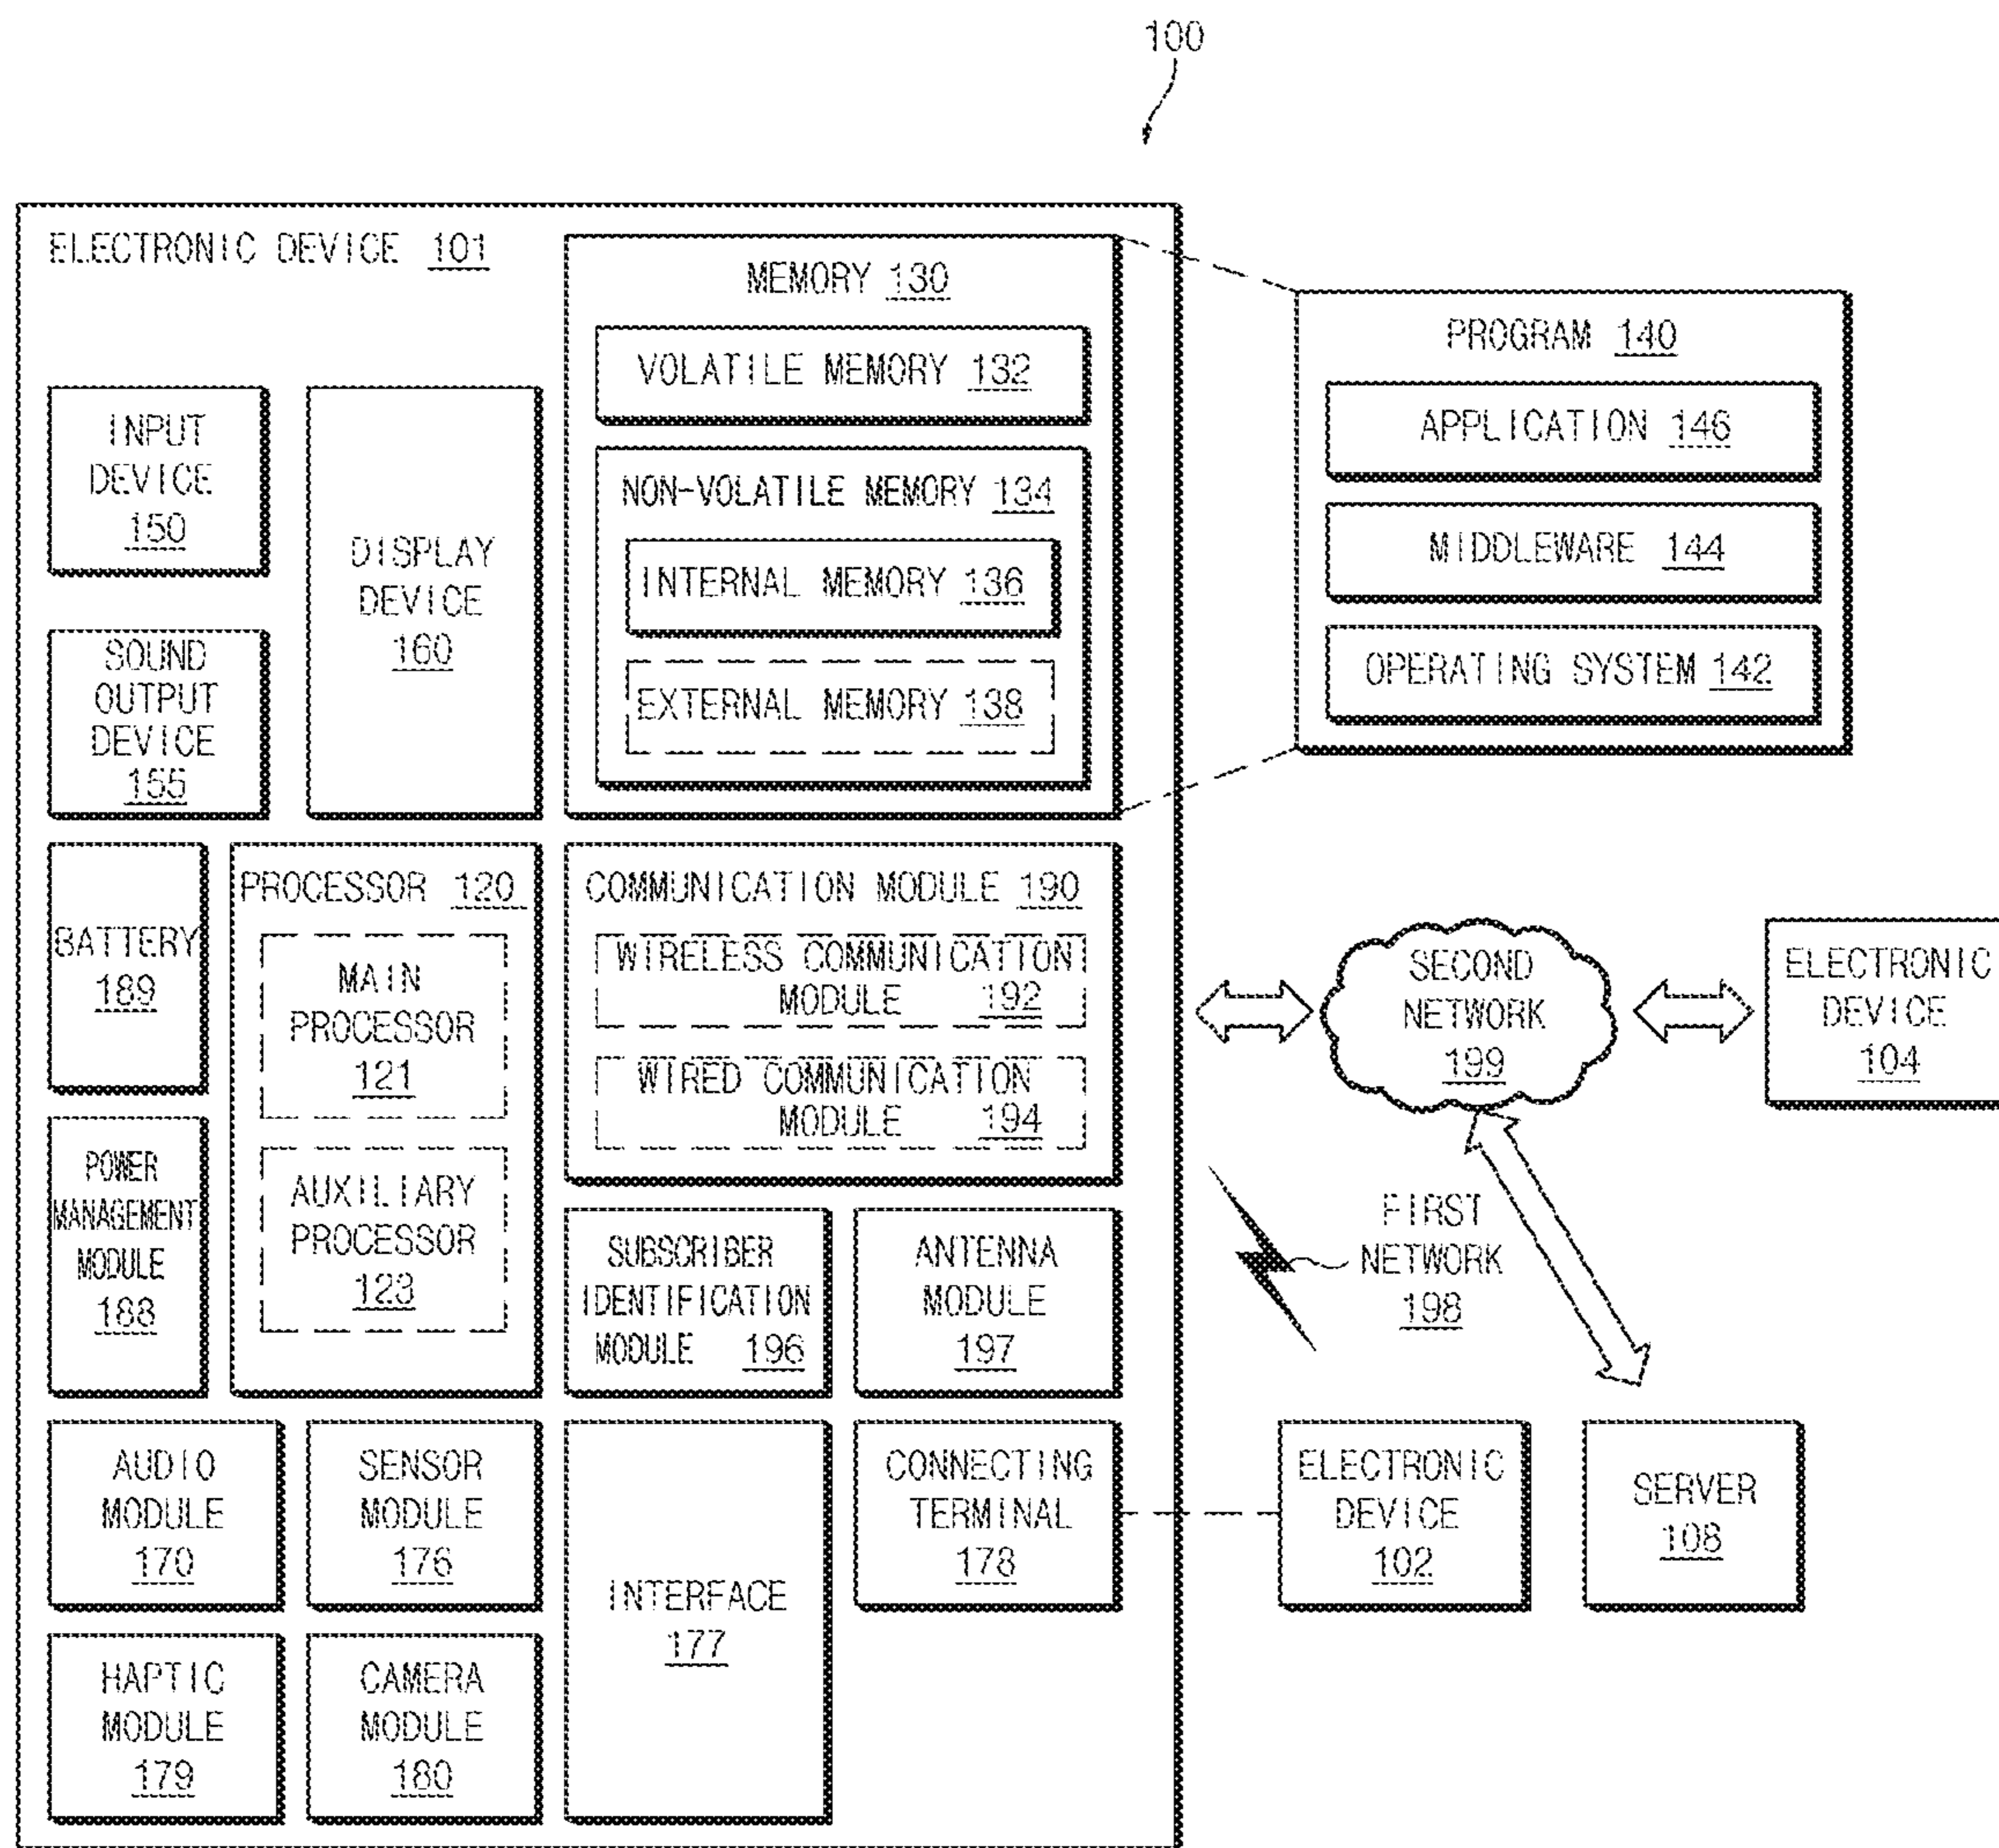 100
ELECTRONIC DEVICE 101
MEMORY 130
VOLATILE MEMORY 132
NON-VOLATILE MEMORY 134
INTERNAL MEMORY 136
EXTERNAL MEMORY 138
PROGRAM 140
APPLICATION 146
MIDDLEWARE 144
OPERATING SYSTEM 142
INPUT
DEVICE
150
SOUND
OUTPUT
DEVICE
155
DISPLAY
DEVICE
160
BATTERY
189
POWER
MANAGEMENT
MODULE
188
PROCESSOR 120
MAIN
PROCESSOR
121
AUXILIARY
PROCESSOR
123
COMMUNICATION MODULE 190
WIRELESS COMMUNICATION
MODULE 192
WIRED COMMUNICATION
MODULE 194
SUBSCRIBER
IDENTIFICATION
MODULE 196
ANTENNA
MODULE
197
SECOND
NETWORK
199
ELECTRONIC
DEVICE
104
FIRST
NETWORK
198
AUDIO
MODULE
170
SENSOR
MODULE
176
INTERFACE
177
CONNECTING
TERMINAL
178
ELECTRONIC
DEVICE
102
SERVER
108
HAPTIC
MODULE
179
CAMERA
MODULE
180